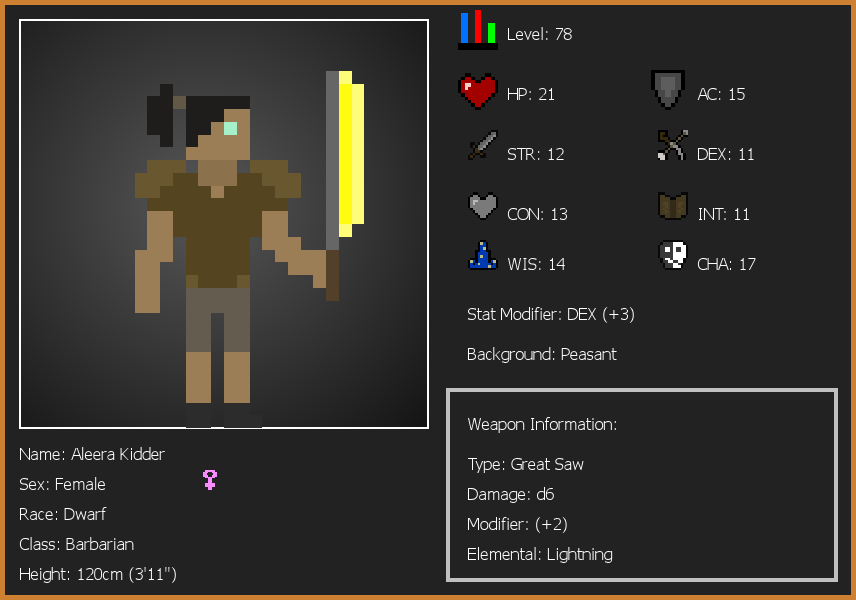 Level: 78
HP: 21
AC: 15
STR: 12
DEX: 11
CON: 13
INT: 11
WIS: 14
CHA: 17
Stat Modifier: DEX (+3)
Background: Peasant
Weapon Information:
Type: Great Saw
Damage: d6
Modifier: (+2)
Elemental: Lightning
Name: Aleera Kidder
Sex: Female
Race: Dwarf
Class: Barbarian
Height: 120cm (3'11")